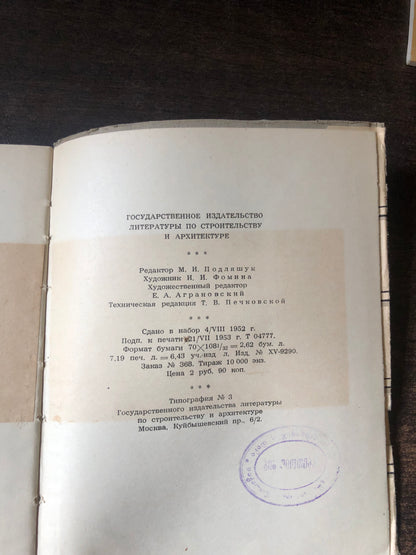 ГОСУДАРСТВЕННОЕ ИЗДАТЕЛЬСТВО
ЛИТЕРАТУРЫ ПО СТРОИТЕЛЬСТВУ
И АРХИТЕКТУРЕ
* * *
Редактор М. И. Подляшук
Художник И. И. Фомина
Художественный редактор
Е. А. Аграновский
Техническая редакция Т. В. Печковской
Сдано в набор 4/VIII 1952 г.
Подп. к печати 21/VII 1953 г. Т 04777.
Формат бумаги 70×108¹/₃₂=2,62 бум. л.
7,19 печ. л.=6,43 уч.-изд л. Изд. № XV-9290.
Заказ № 368. Тираж 10 000 экз.
Цена 2 руб. 90 коп.
* * *
Типография № 3
Государственного издательства литературы
по строительству и архитектуре
Москва, Куйбышевский пр., 6/2.